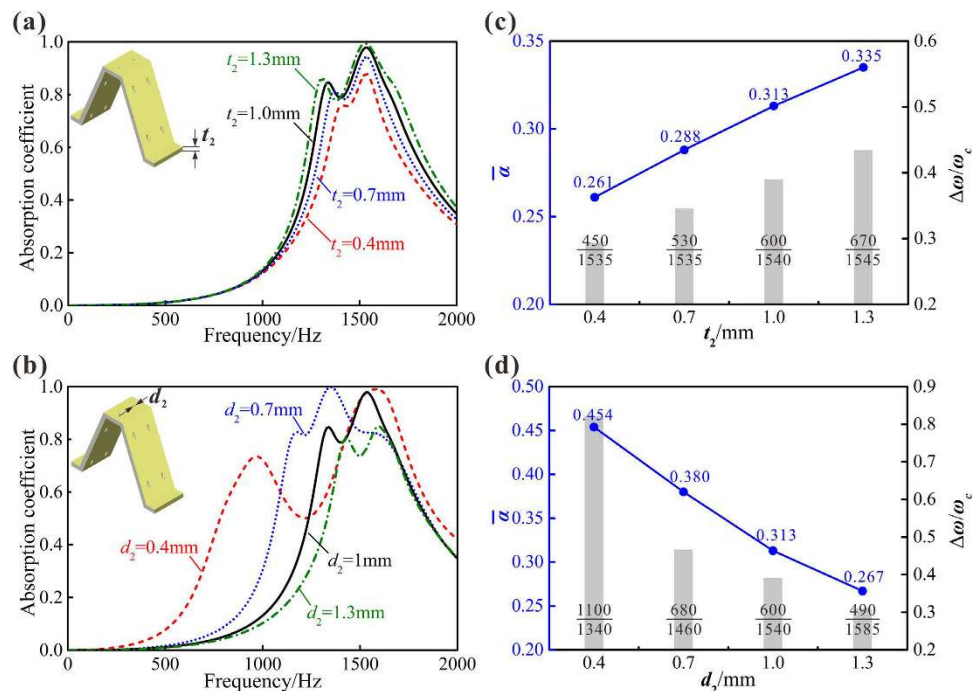 (a)
Absorption coefficient
1.0
0.8
0.6
0.4
0.2
0.0
t₂
t₂=1.3mm
t₂=1.0mm
t₂=0.7mm
t₂=0.4mm
0 500 1000 1500 2000
Frequency/Hz
(c)
α̅
0.35
0.30
0.25
0.20
0.261
0.288
0.313
0.335
450/1535
530/1535
600/1540
670/1545
0.6
0.5
0.4
0.3
0.2
Δω/ω_c
0.4 0.7 1.0 1.3
t₂/mm
(b)
Absorption coefficient
1.0
0.8
0.6
0.4
0.2
0.0
d₂
d₂=0.7mm
d₂=0.4mm
d₂=1mm
d₂=1.3mm
0 500 1000 1500 2000
Frequency/Hz
(d)
α̅
0.50
0.45
0.40
0.35
0.30
0.25
0.20
0.454
0.380
0.313
0.267
1100/1340
680/1460
600/1540
490/1585
0.9
0.8
0.7
0.6
0.5
0.4
0.3
0.2
Δω/ω_c
0.4 0.7 1.0 1.3
d₂/mm